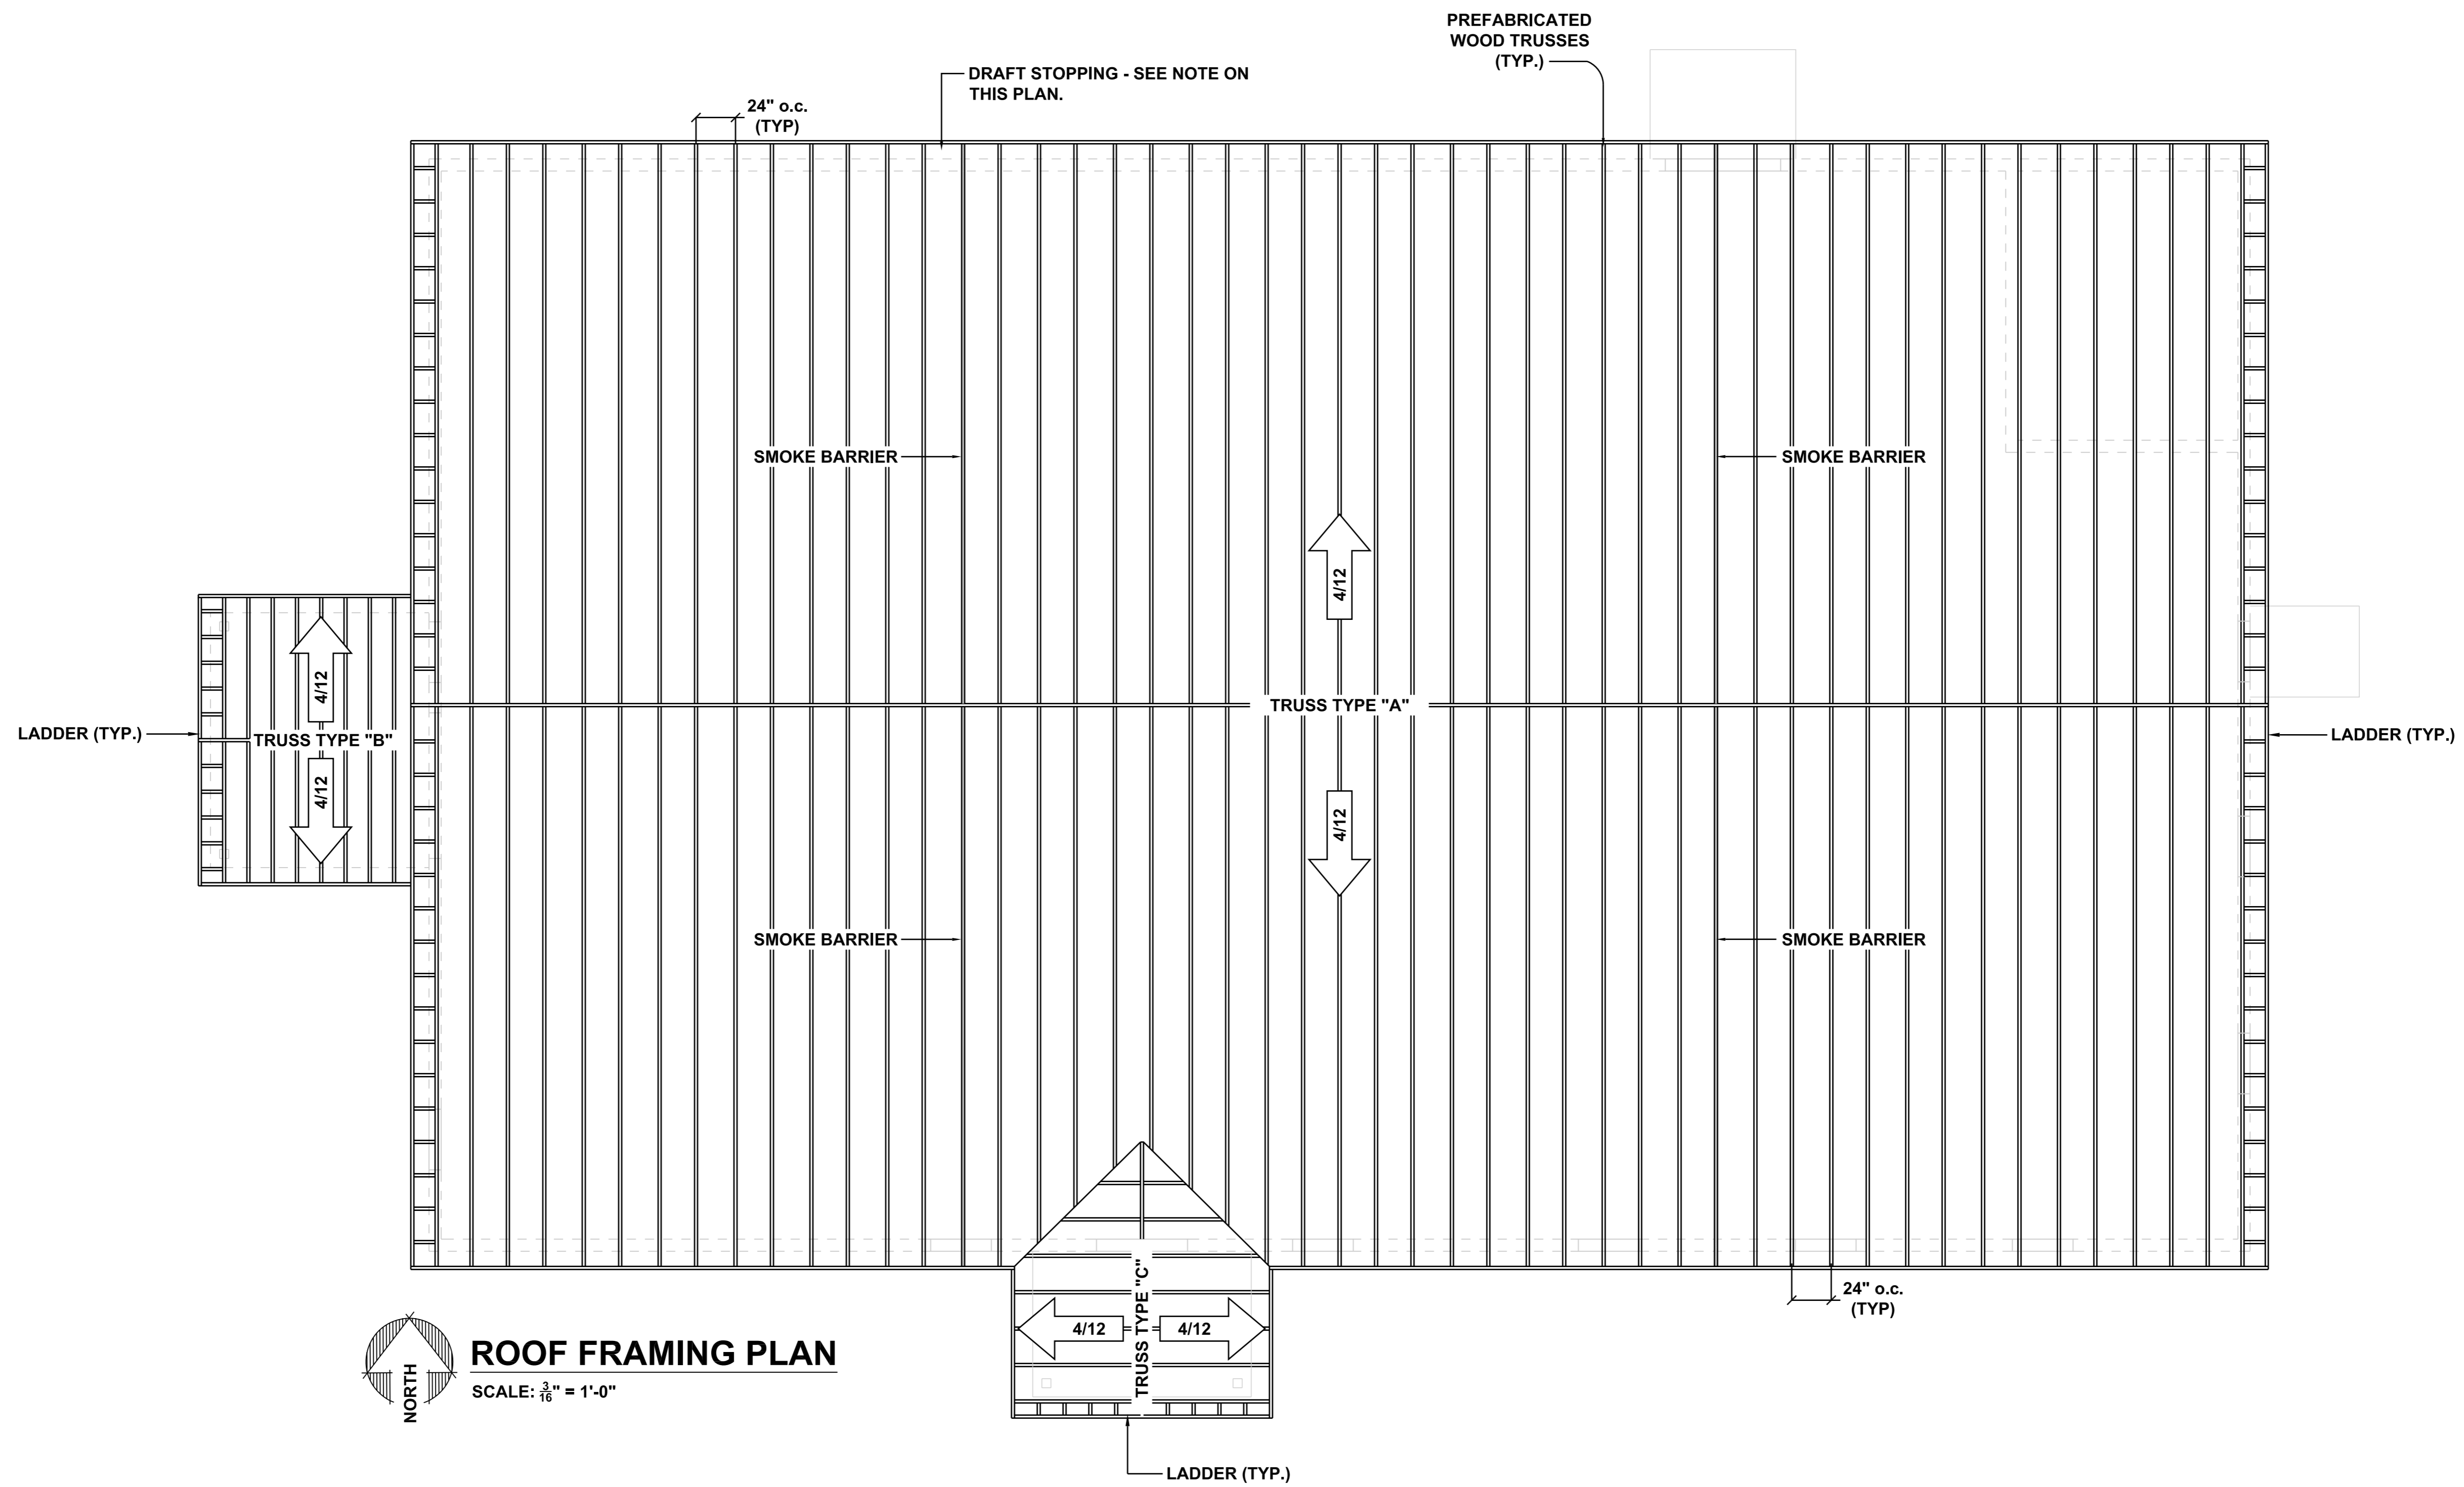 PREFABRICATED
WOOD TRUSSES
(TYP.)
DRAFT STOPPING - SEE NOTE ON
THIS PLAN.
24" o.c.
(TYP)
SMOKE BARRIER
SMOKE BARRIER
4/12
4/12
TRUSS TYPE "A"
LADDER (TYP.)
TRUSS TYPE "B"
LADDER (TYP.)
4/12
4/12
SMOKE BARRIER
SMOKE BARRIER
24" o.c.
(TYP)
4/12
TRUSS TYPE "C"
4/12
NORTH
ROOF FRAMING PLAN
SCALE: 3/16" = 1'-0"
LADDER (TYP.)